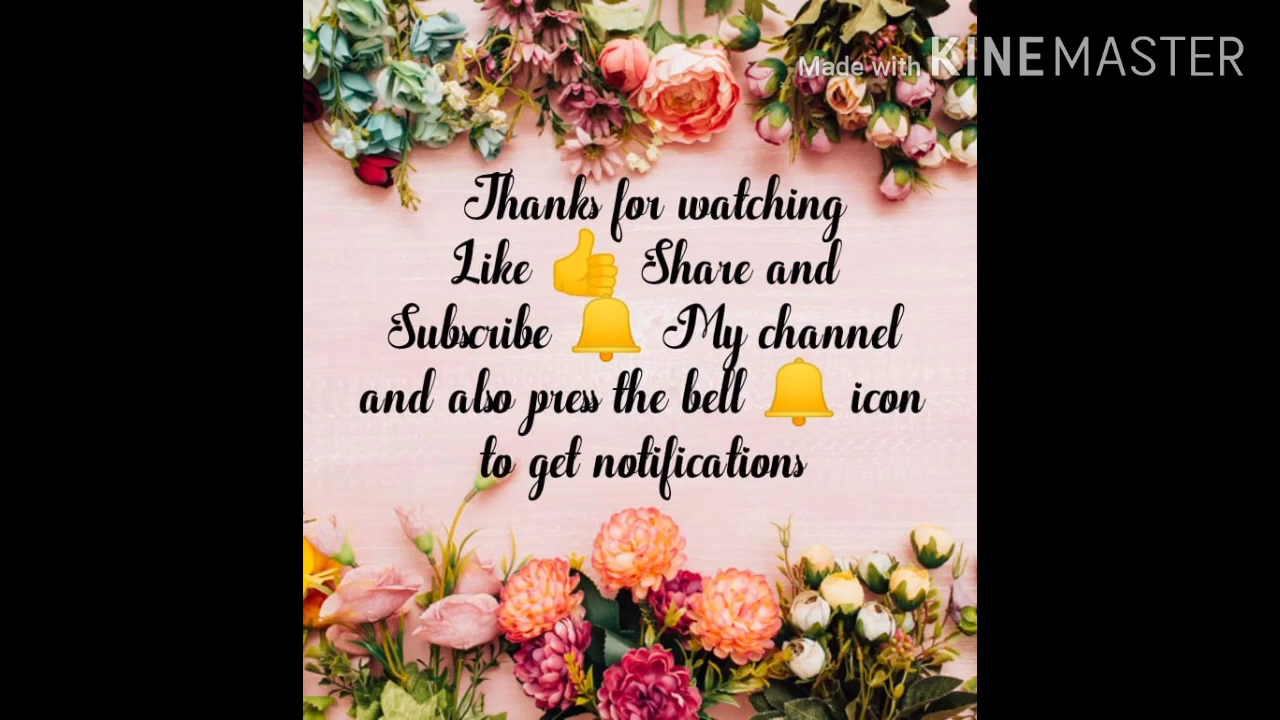 Made with KINEMASTER
Thanks for watching
Like 👍 Share and
Subscribe 🔔 My channel
and also press the bell 🔔 icon
to get notifications